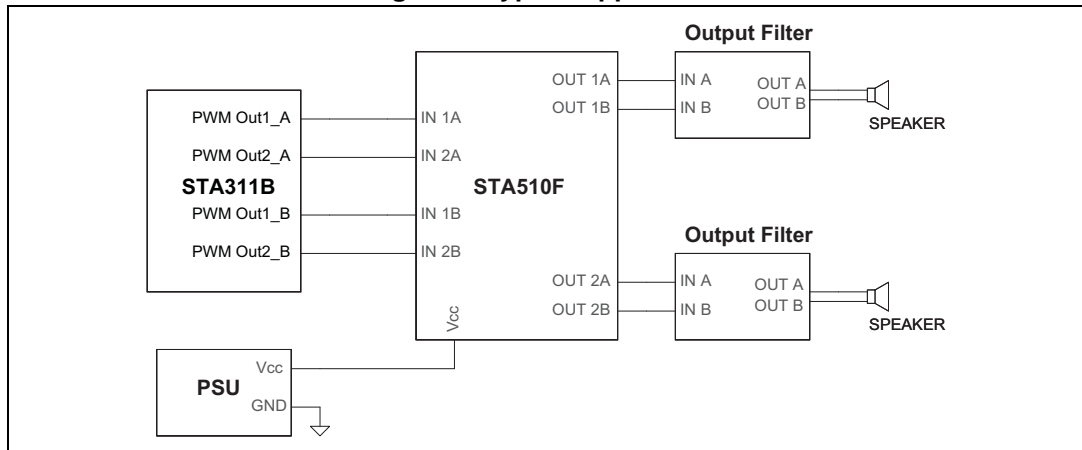 Output Filter
OUT 1A
OUT 1B
IN A
IN B
OUT A
OUT B
SPEAKER
PWM Out1_A
PWM Out2_A
STA311B
PWM Out1_B
PWM Out2_B
IN 1A
IN 2A
STA510F
IN 1B
IN 2B
Output Filter
OUT 2A
OUT 2B
IN A
IN B
OUT A
OUT B
SPEAKER
Vcc
Vcc
PSU
GND